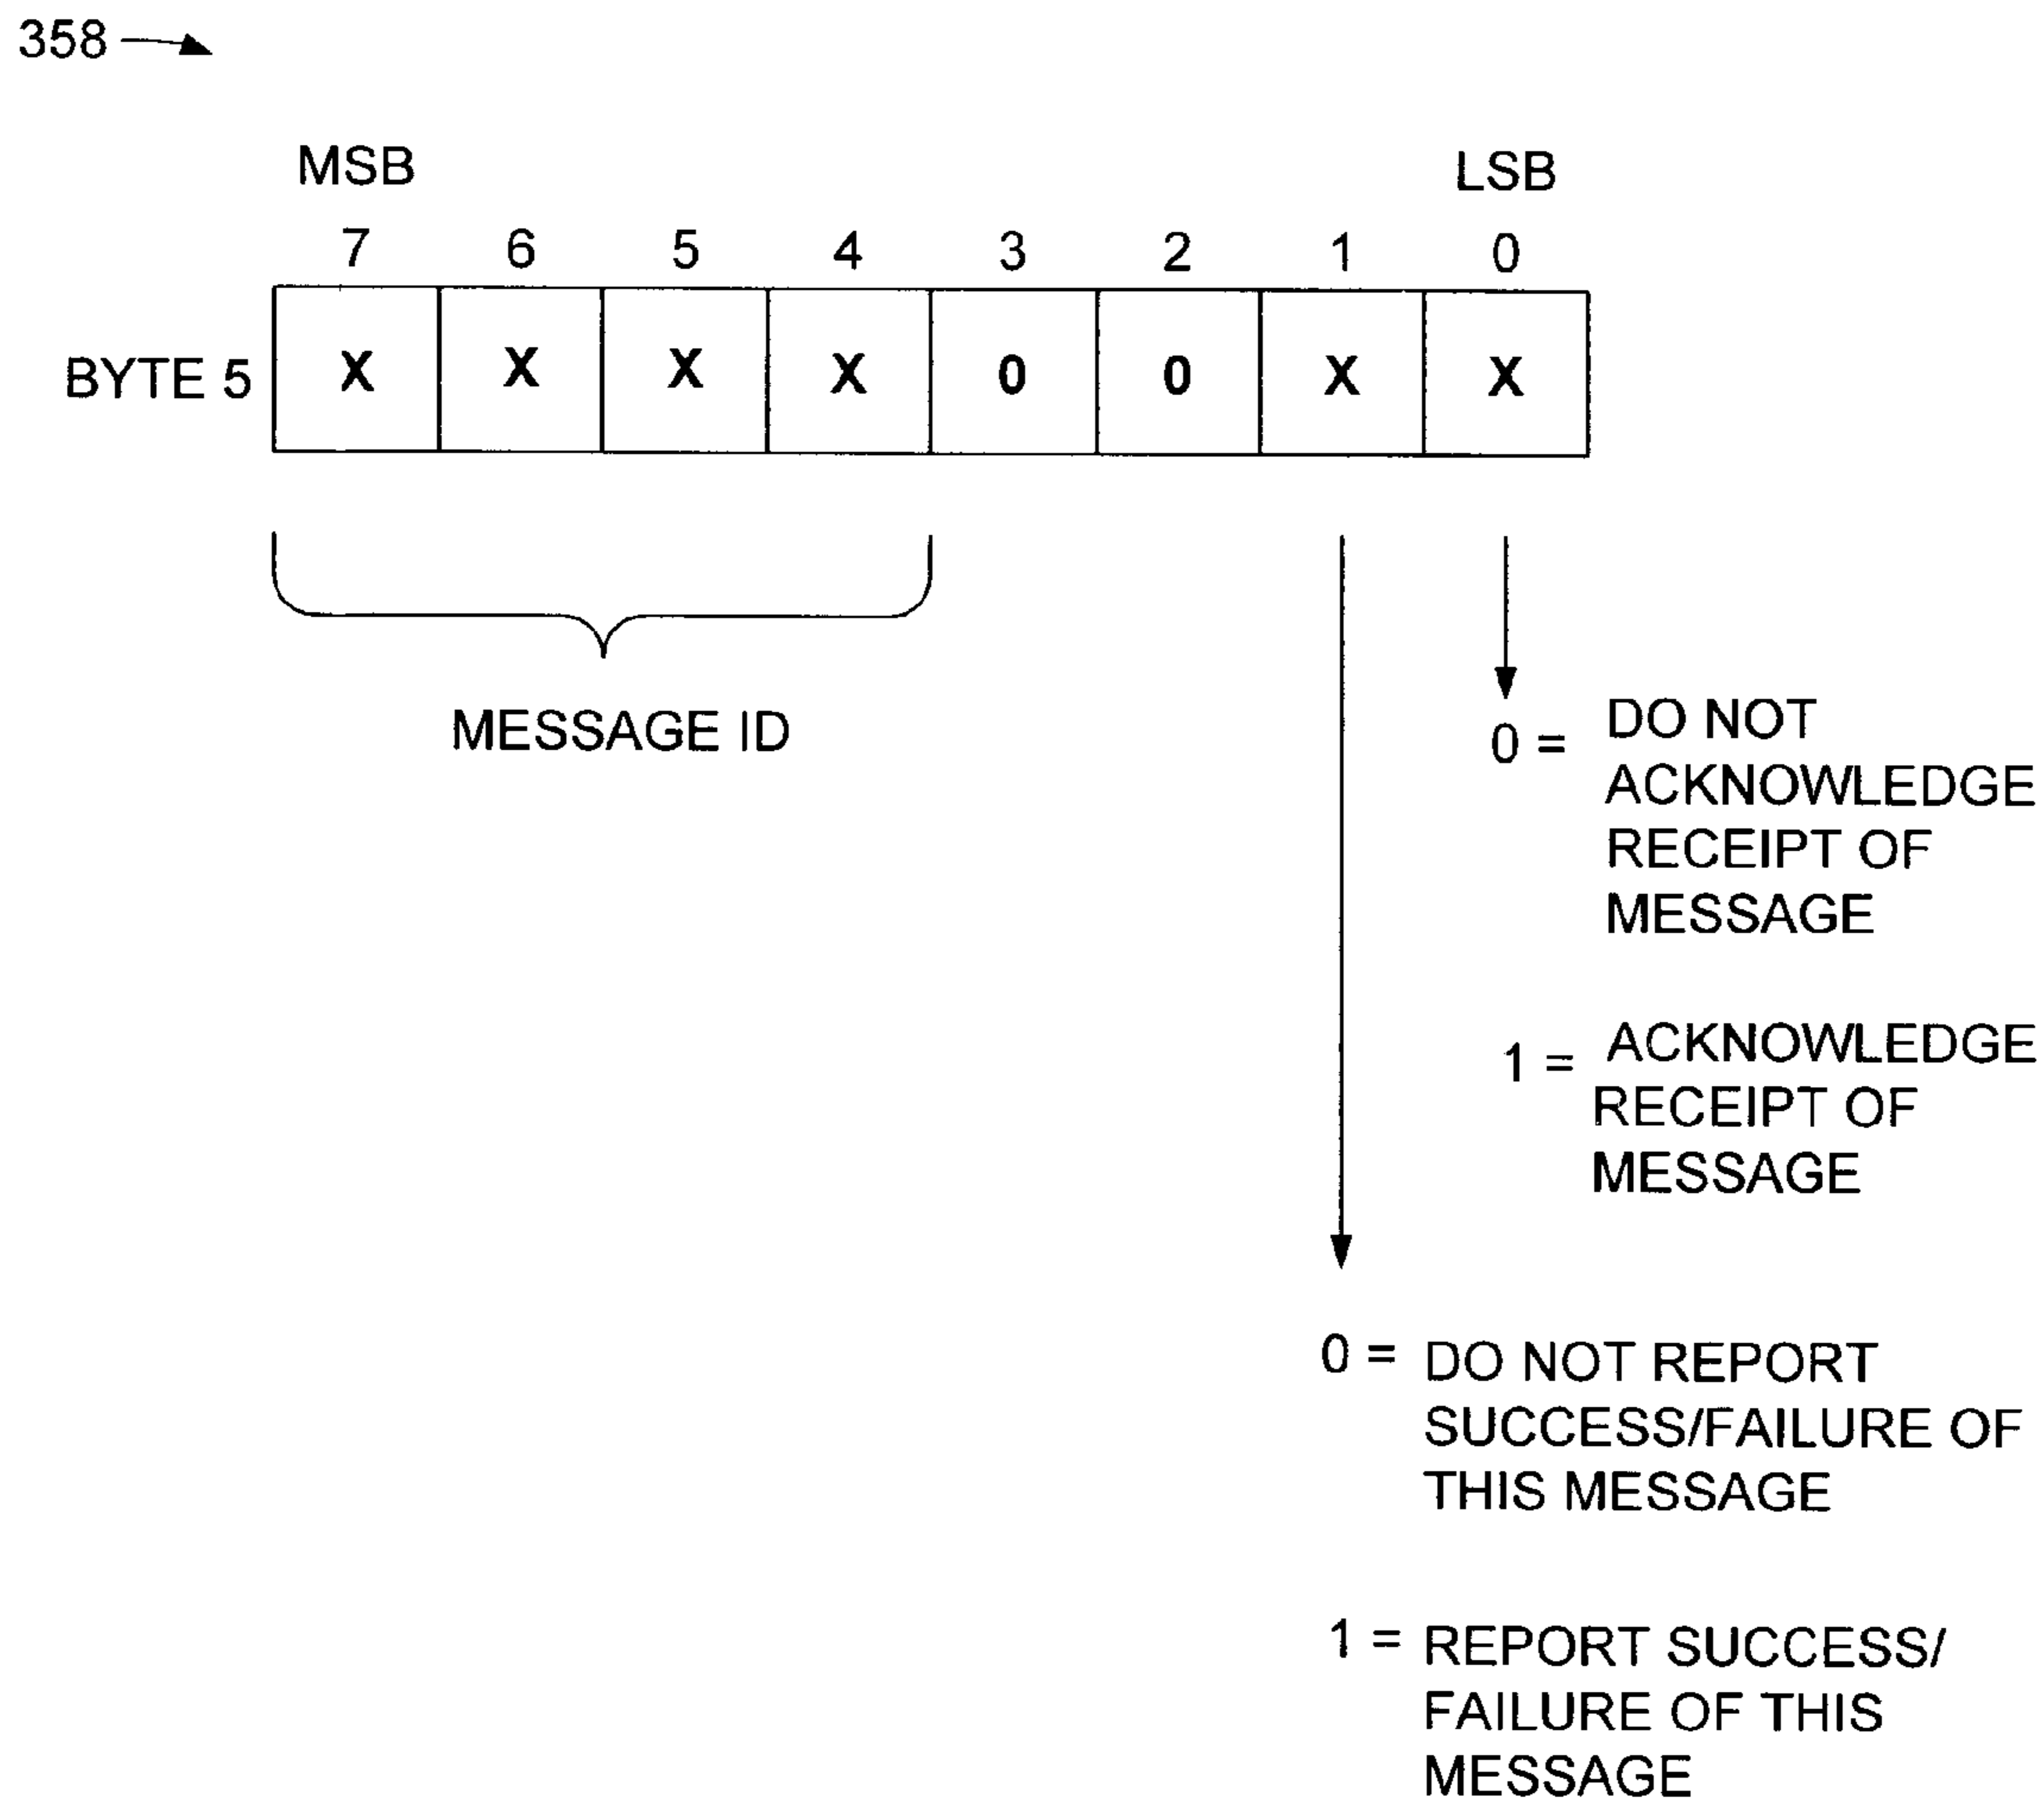 358
MSB LSB
7 6 5 4 3 2 1 0
BYTE 5 X X X X 0 0 X X
MESSAGE ID
0 = DO NOT
ACKNOWLEDGE
RECEIPT OF
MESSAGE
1 = ACKNOWLEDGE
RECEIPT OF
MESSAGE
0 = DO NOT REPORT
SUCCESS/FAILURE OF
THIS MESSAGE
1 = REPORT SUCCESS/
FAILURE OF THIS
MESSAGE